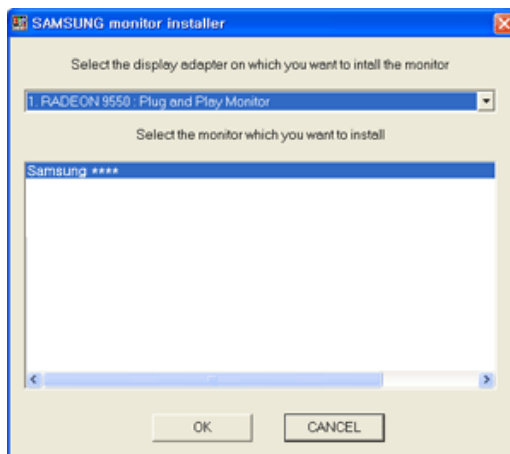 SAMSUNG monitor installer
Select the display adapter on which you want to intall the monitor
1. RADEON 9550 : Plug and Play Monitor
Select the monitor which you want to install
Samsung ****
OK
CANCEL